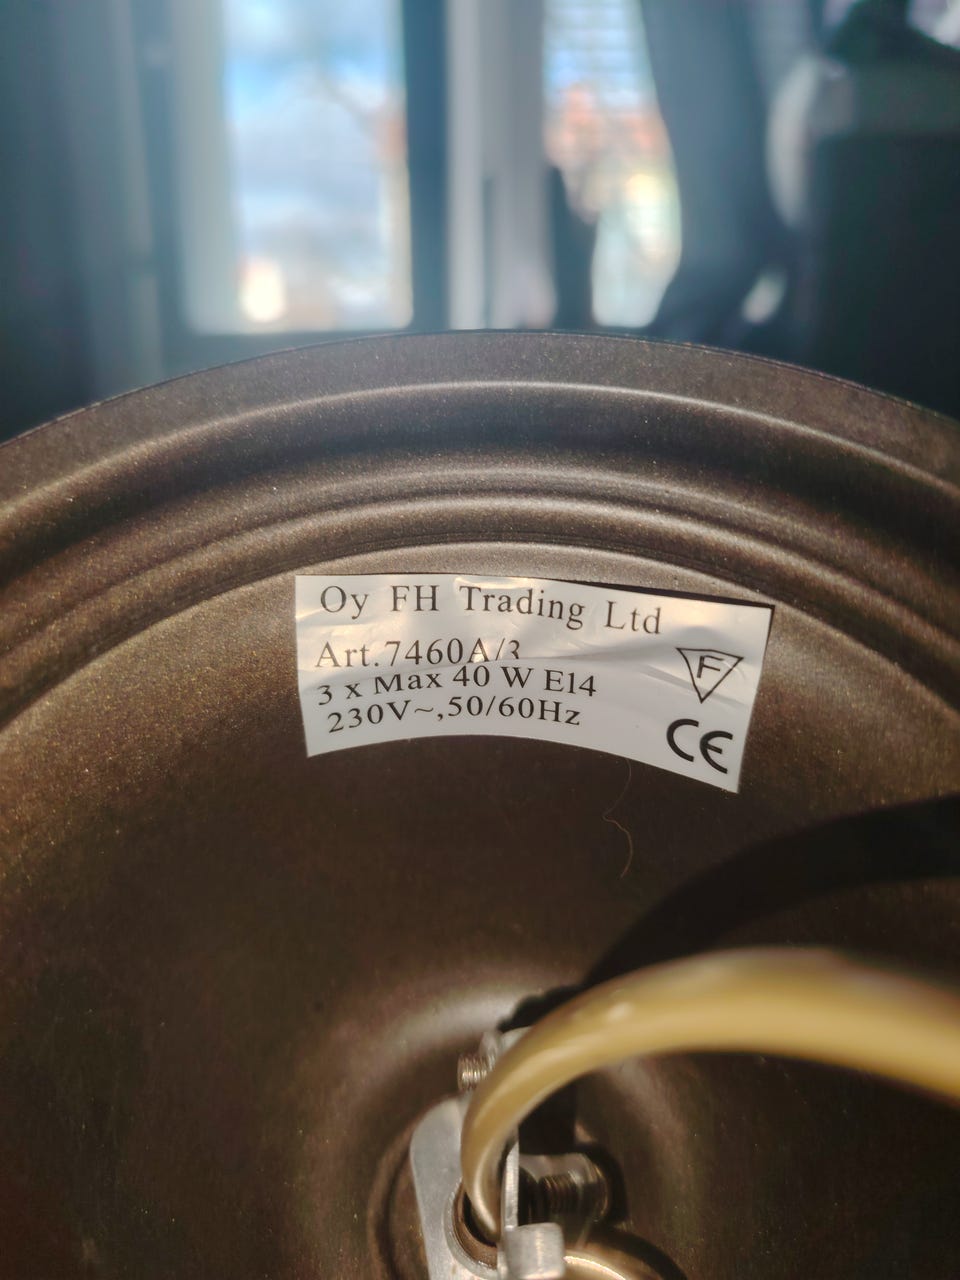 Oy FH Trading Ltd
Art.7460A/3
3 x Max 40 W E14
230V~,50/60Hz
F
CE